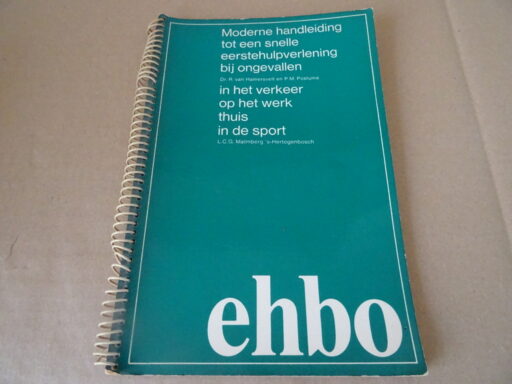 Moderne handleiding
tot een snelle
eerstehulpverlening
bij ongevallen
Dr. R. van Hamersvelt en P.M. Postuma
in het verkeer
op het werk
thuis
in de sport
L.C.G. Malmberg 's-Hertogenbosch
ehbo